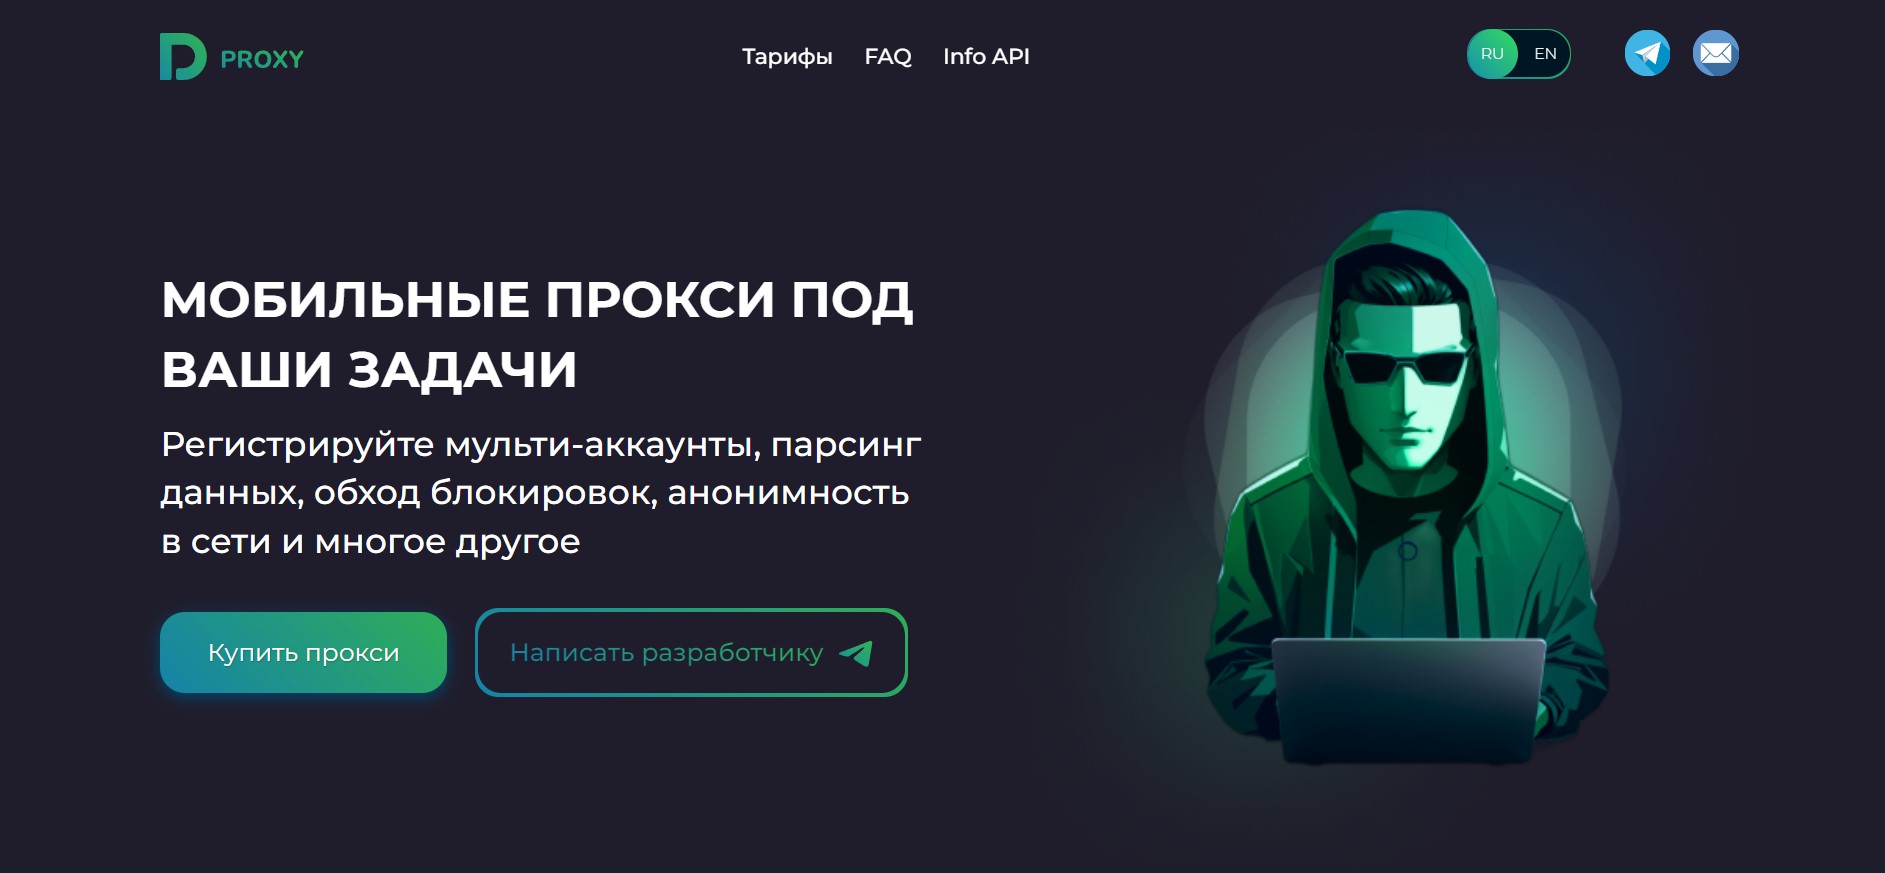 PROXY
Тарифы FAQ Info API
RU EN
МОБИЛЬНЫЕ ПРОКСИ ПОД
ВАШИ ЗАДАЧИ
Регистрируйте мульти-аккаунты, парсинг
данных, обход блокировок, анонимность
в сети и многое другое
Купить прокси
Написать разработчику